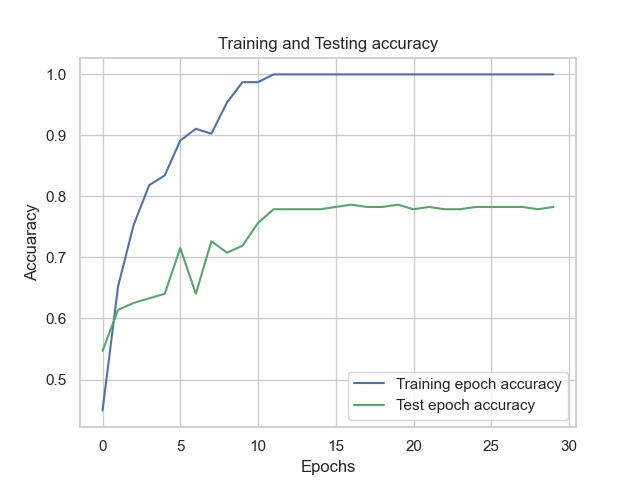 Training and Testing accuracy
1.0
0.9
0.8
0.7
0.6
0.5
Accuaracy
0 5 10 15 20 25 30
Epochs
Training epoch accuracy
Test epoch accuracy